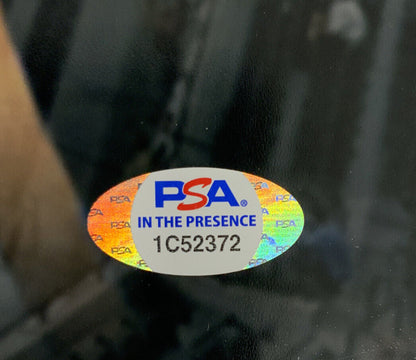 PSA®
IN THE PRESENCE
1C52372